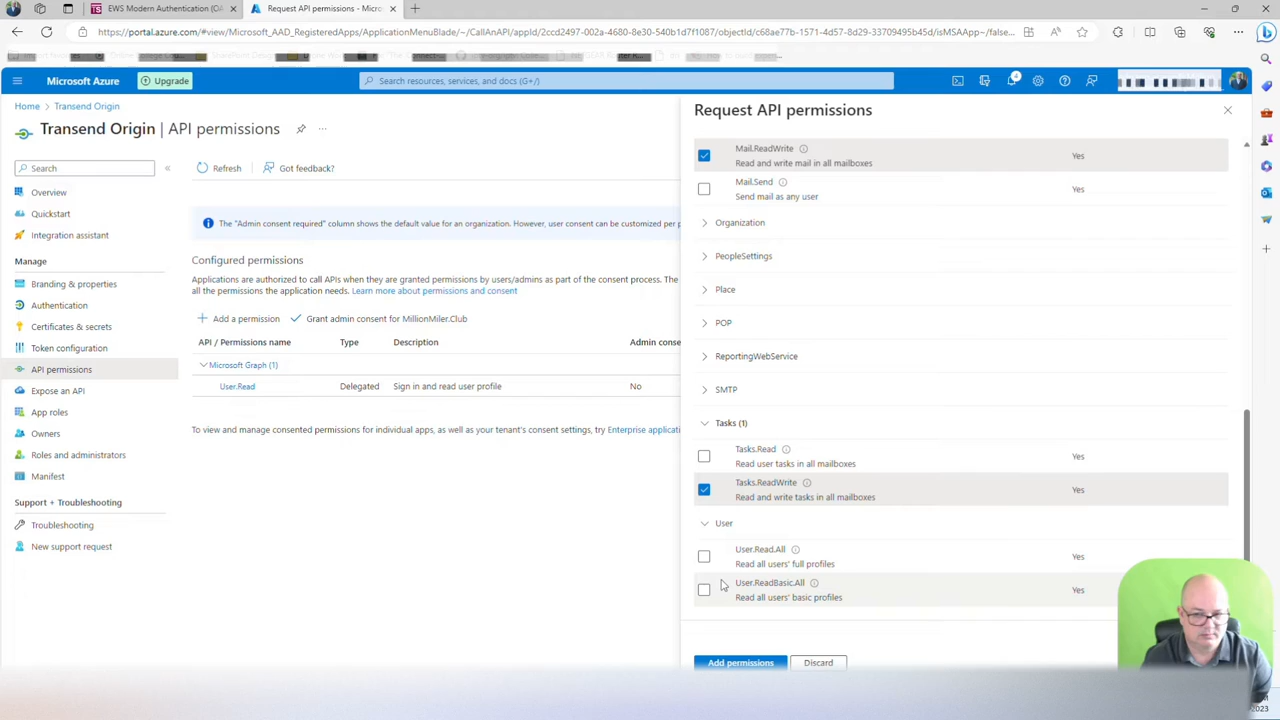 EWS Modern Authentication (OA
Request API permissions - Micros
https://portal.azure.com/#view/Microsoft_AAD_RegisteredApps/ApplicationMenuBlade/~/CallAnAPI/appId/2ccd2497-002a-4680-8e30-540b1d7f1087/objectId/c68ae77b-1571-4d57-8d29-33709495b45d/isMSAApp~/false...
Microsoft Azure
Upgrade
Search resources, services, and docs (G+/)
4
Home > Transend Origin >
Transend Origin | API permissions
Search
Refresh
Got feedback?
Overview
Quickstart
Integration assistant
Manage
Branding & properties
Authentication
Certificates & secrets
Token configuration
API permissions
Expose an API
App roles
Owners
Roles and administrators
Manifest
Support + Troubleshooting
Troubleshooting
New support request
The "Admin consent required" column shows the default value for an organization. However, user consent can be customized per p
Configured permissions
Applications are authorized to call APIs when they are granted permissions by users/admins as part of the consent process. The
all the permissions the application needs. Learn more about permissions and consent
Add a permission
Grant admin consent for MillionMiler.Club
API / Permissions name
Type
Description
Admin conse
Microsoft Graph (1)
User.Read
Delegated
Sign in and read user profile
No
To view and manage consented permissions for individual apps, as well as your tenant's consent settings, try Enterprise applicati
Request API permissions
Mail.ReadWrite
Read and write mail in all mailboxes
Yes
Mail.Send
Send mail as any user
Yes
Organization
PeopleSettings
Place
POP
ReportingWebService
SMTP
Tasks (1)
Tasks.Read
Read user tasks in all mailboxes
Yes
Tasks.ReadWrite
Read and write tasks in all mailboxes
Yes
User
User.Read.All
Read all users' full profiles
Yes
User.ReadBasic.All
Read all users' basic profiles
Yes
Add permissions
Discard
2023